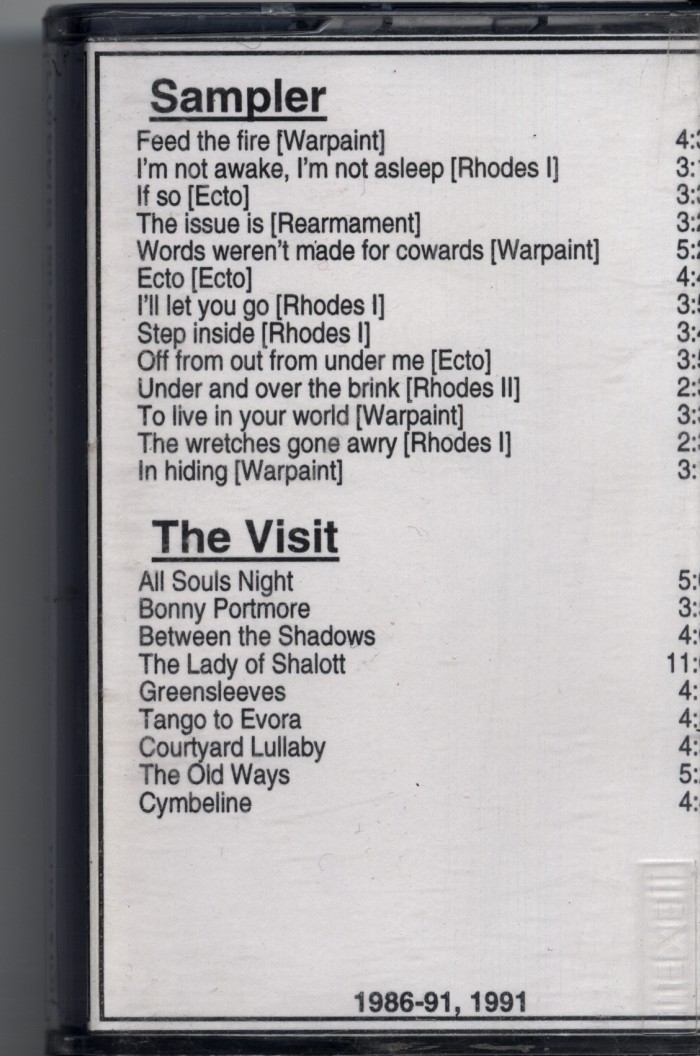 Sampler
Feed the fire [Warpaint] 4:
I'm not awake, I'm not asleep [Rhodes I] 3:
If so [Ecto] 3:
The issue is [Rearmament] 3:
Words weren't made for cowards [Warpaint] 5:
Ecto [Ecto] 4:
I'll let you go [Rhodes I] 3:
Step inside [Rhodes I] 3:
Off from out from under me [Ecto] 3:
Under and over the brink [Rhodes II] 2:
To live in your world [Warpaint] 3:
The wretches gone awry [Rhodes I] 2:
In hiding [Warpaint] 3:
The Visit
All Souls Night 5:
Bonny Portmore 3:
Between the Shadows 4:
The Lady of Shalott 11:
Greensleeves 4:
Tango to Evora 4:
Courtyard Lullaby 4:
The Old Ways 5:
Cymbeline 4:
maxell
1986-91, 1991